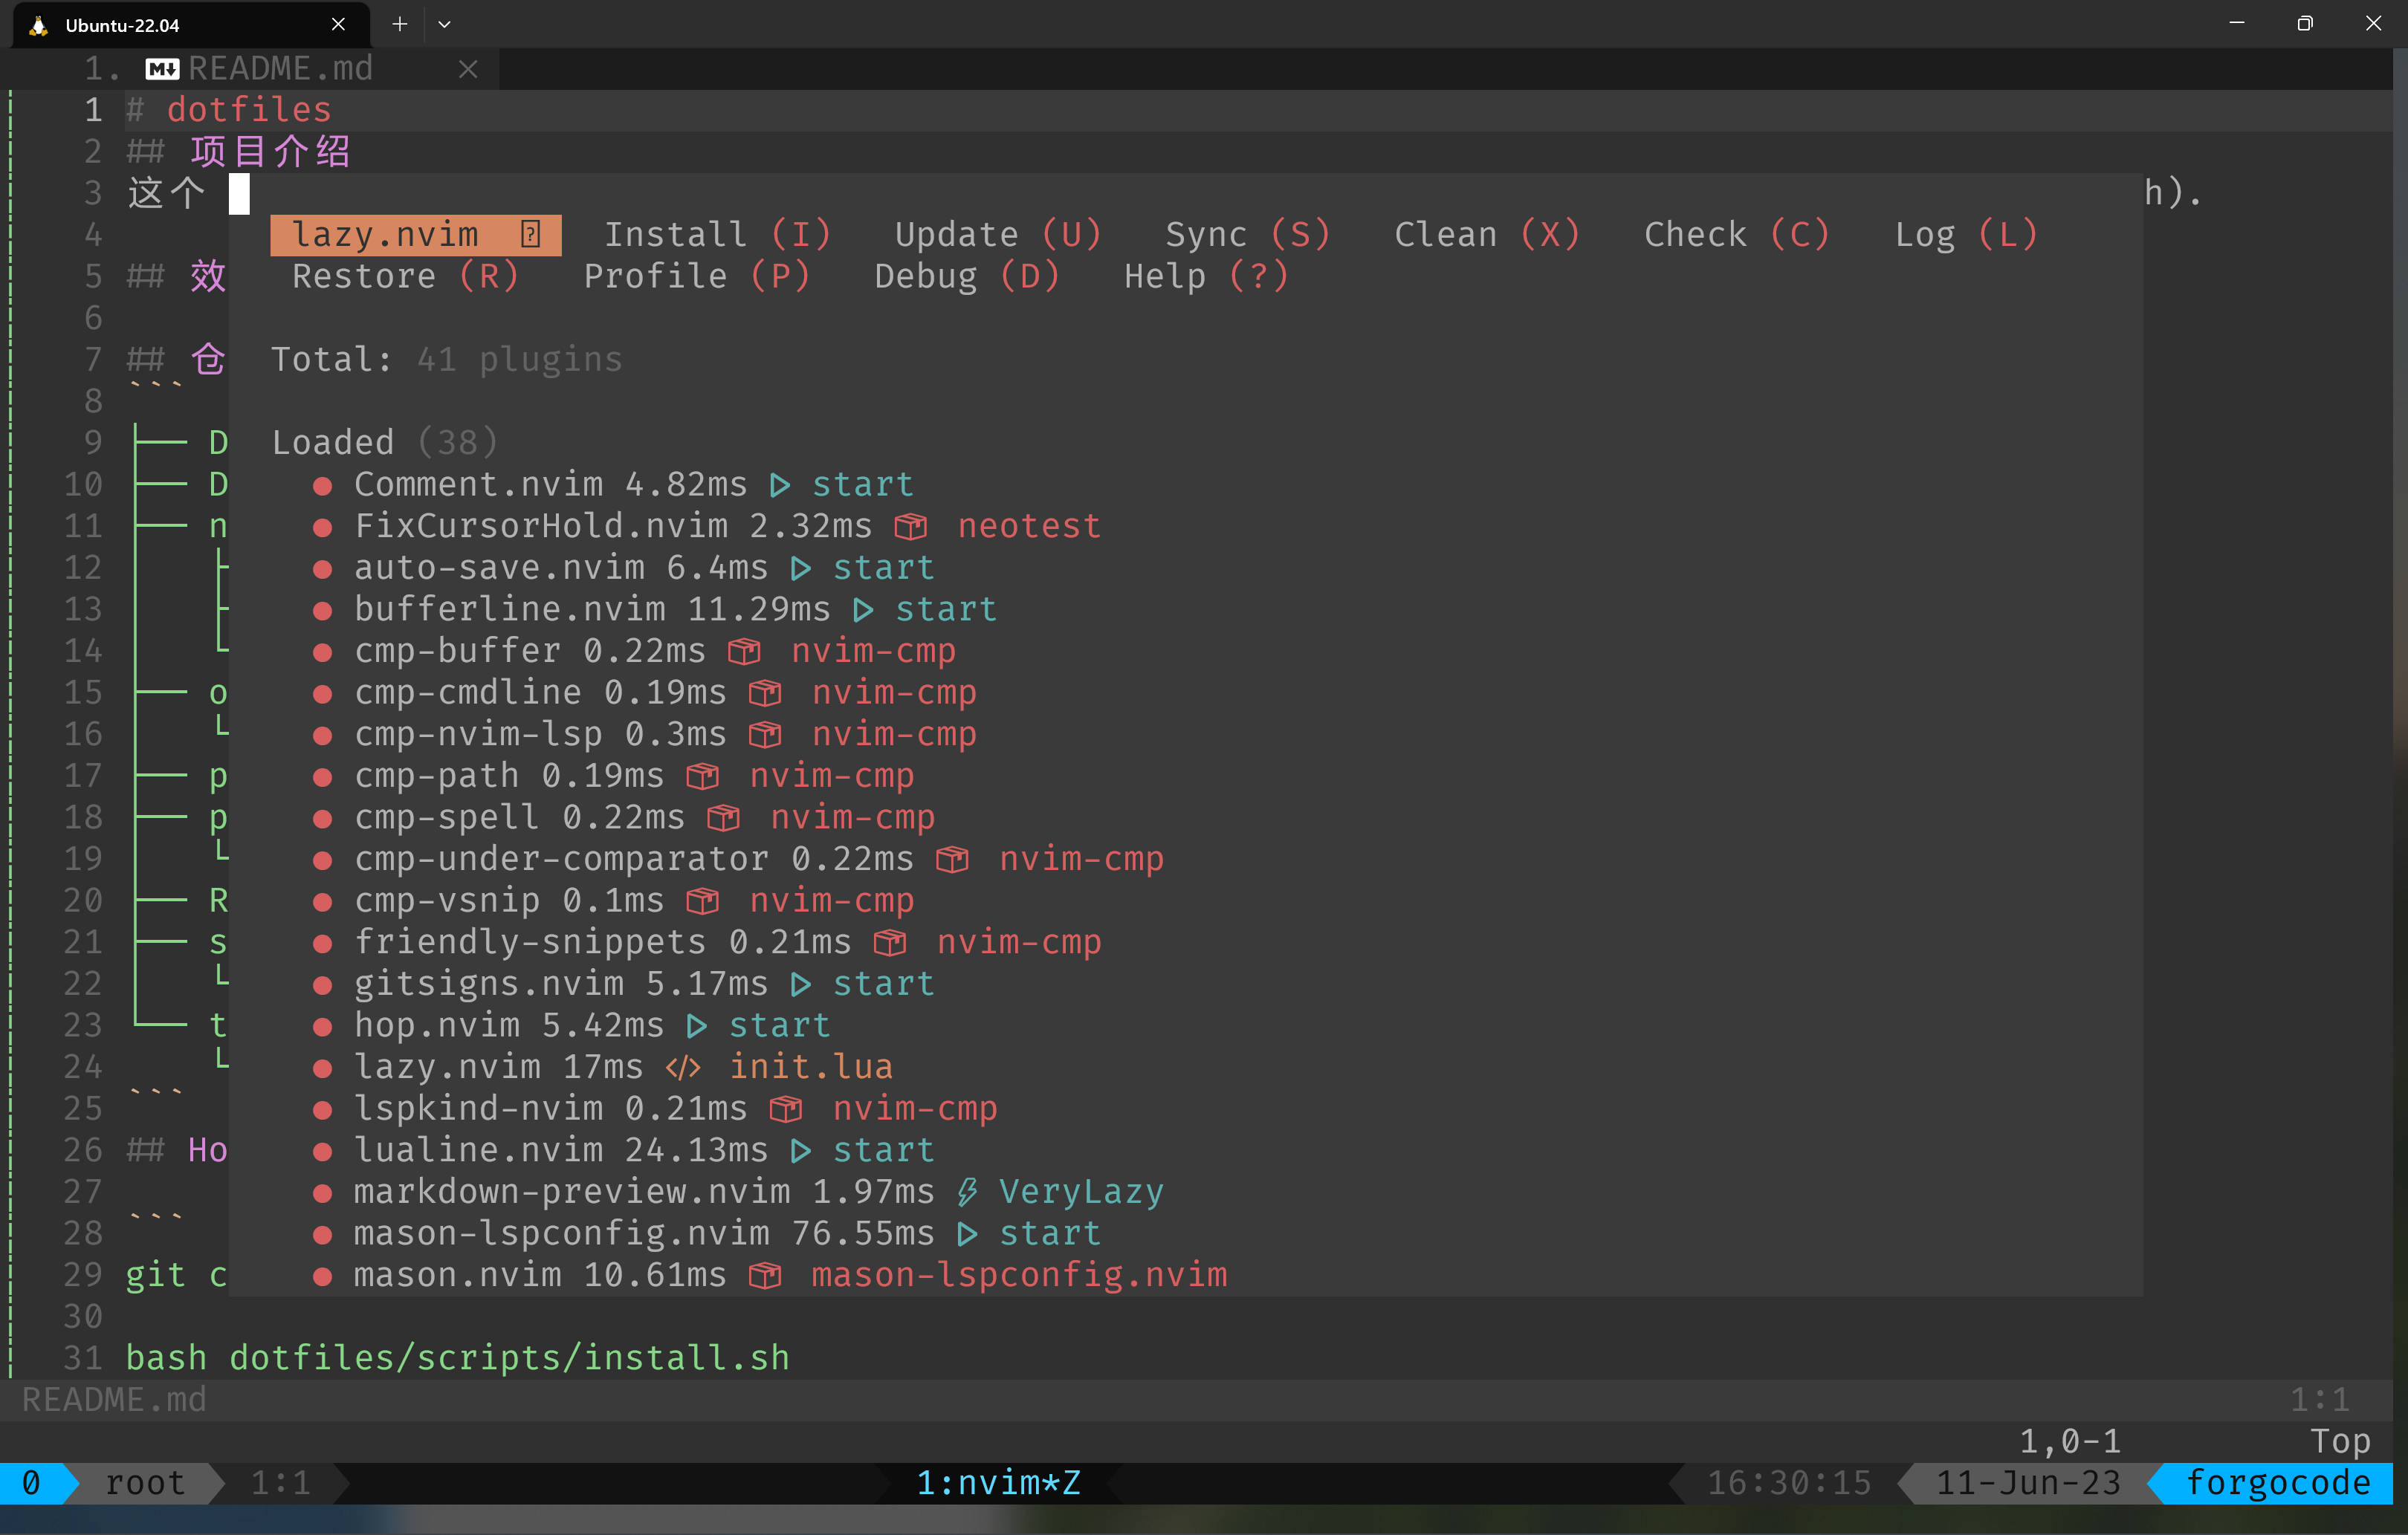 Ubuntu-22.04
1. M↓ README.md
1 # dotfiles
2 ## 项目介绍
3 这个 h).
4 lazy.nvim Install (I) Update (U) Sync (S) Clean (X) Check (C) Log (L)
5 ## 效 Restore (R) Profile (P) Debug (D) Help (?)
6
7 ## 仓 Total: 41 plugins
8 ```
9 ├── D Loaded (38)
10 ├── D ● Comment.nvim 4.82ms start
11 ├── n ● FixCursorHold.nvim 2.32ms neotest
12 ● auto-save.nvim 6.4ms start
13 ● bufferline.nvim 11.29ms start
14 ● cmp-buffer 0.22ms nvim-cmp
15 ├── o ● cmp-cmdline 0.19ms nvim-cmp
16 ● cmp-nvim-lsp 0.3ms nvim-cmp
17 ├── p ● cmp-path 0.19ms nvim-cmp
18 ├── p ● cmp-spell 0.22ms nvim-cmp
19 ● cmp-under-comparator 0.22ms nvim-cmp
20 ├── R ● cmp-vsnip 0.1ms nvim-cmp
21 ├── s ● friendly-snippets 0.21ms nvim-cmp
22 ● gitsigns.nvim 5.17ms start
23 └── t ● hop.nvim 5.42ms start
24 ● lazy.nvim 17ms </> init.lua
25 ``` ● lspkind-nvim 0.21ms nvim-cmp
26 ## Ho ● lualine.nvim 24.13ms start
27 ● markdown-preview.nvim 1.97ms VeryLazy
28 ``` ● mason-lspconfig.nvim 76.55ms start
29 git c ● mason.nvim 10.61ms mason-lspconfig.nvim
30
31 bash dotfiles/scripts/install.sh
README.md 1:1
1,0-1 Top
0 root 1:1 1:nvim*Z 16:30:15 11-Jun-23 forgocode